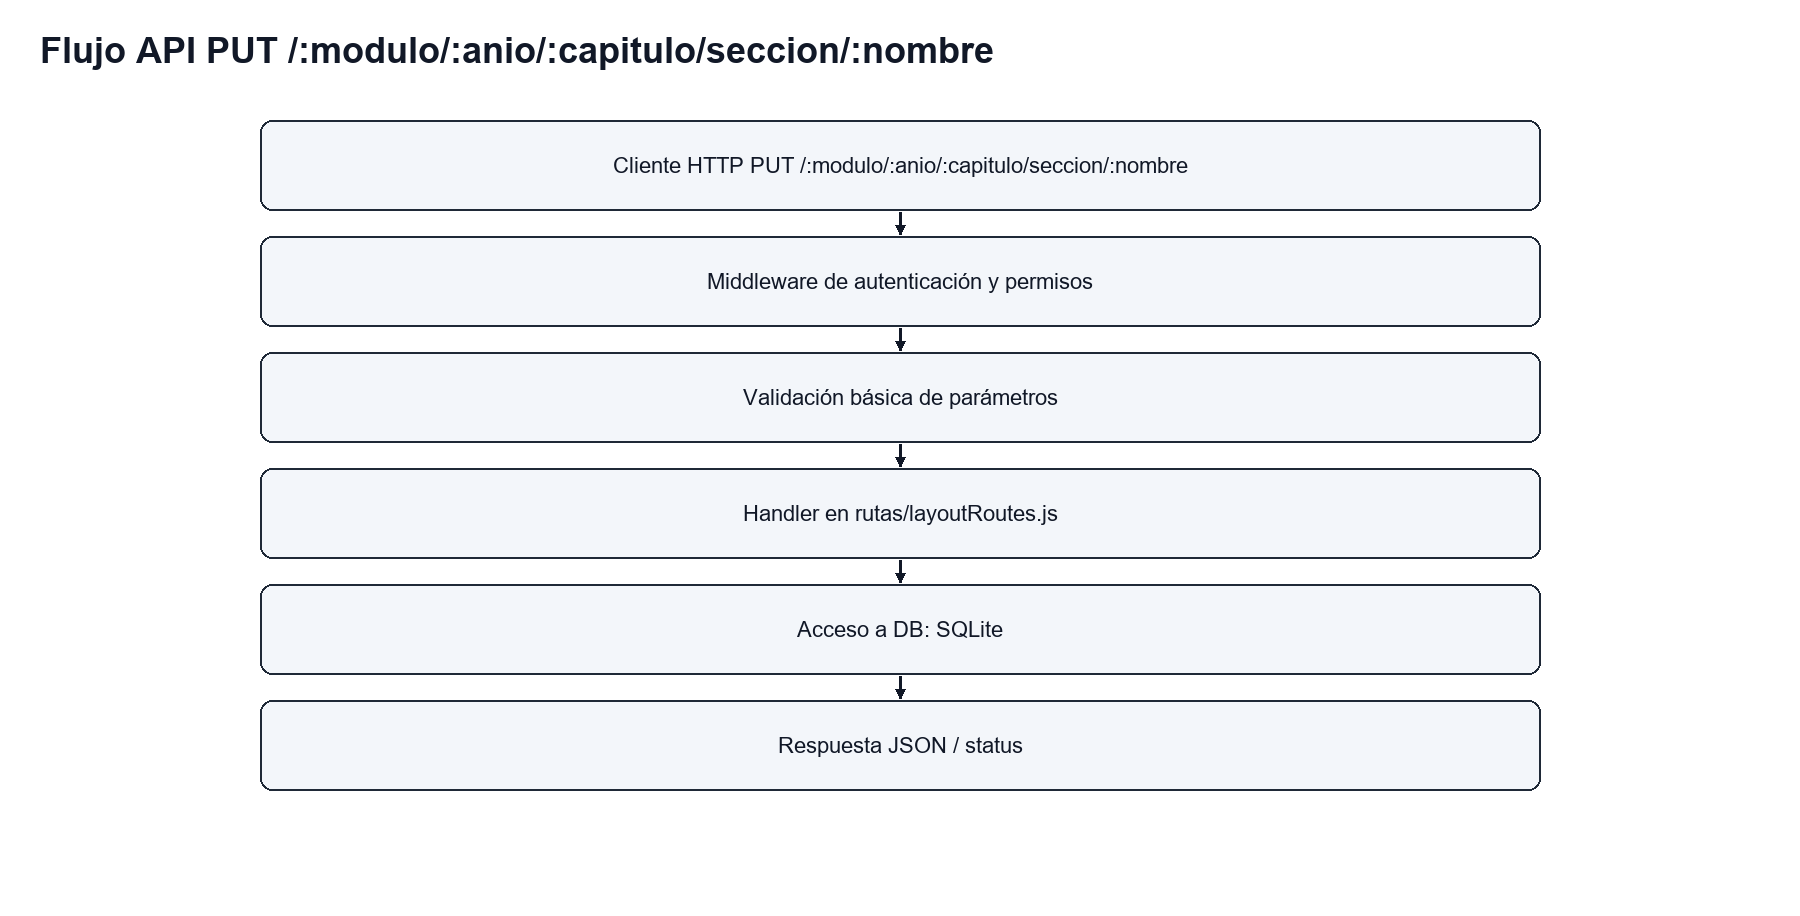 Flujo API PUT /:modulo/:anio/:capitulo/seccion/:nombre
Cliente HTTP PUT /:modulo/:anio/:capitulo/seccion/:nombre
Middleware de autenticación y permisos
Validación básica de parámetros
Handler en rutas/layoutRoutes.js
Acceso a DB: SQLite
Respuesta JSON / status